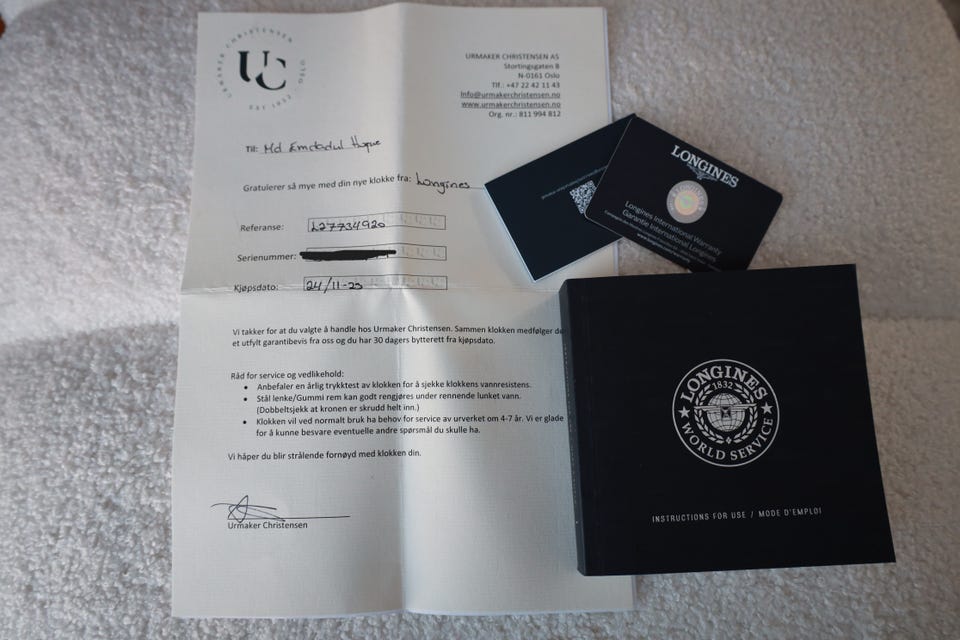 URMAKER CHRISTENSEN OSLO
UC
EST 1932
URMAKER CHRISTENSEN AS
Stortingsgaten 8
N-0161 Oslo
Tlf.: +47 22 42 11 43
Info@urmakerchristensen.no
www.urmakerchristensen.no
Org. nr.: 811 994 812
Til: Md Emdadul Hoque
Gratulerer så mye med din nye klokke fra: Longines
Referanse: L27734920
Serienummer:
Kjøpsdato: 24/11-23
Vi takker for at du valgte å handle hos Urmaker Christensen. Sammen klokken medfølger de
et utfylt garantibevis fra oss og du har 30 dagers bytterett fra kjøpsdato.
Råd for service og vedlikehold:
• Anbefaler en årlig trykktest av klokken for å sjekke klokkens vannresistens.
• Stål lenke/Gummi rem kan godt rengjøres under rennende lunket vann.
(Dobbeltsjekk at kronen er skrudd helt inn.)
• Klokken vil ved normalt bruk ha behov for service av urverket om 4-7 år. Vi er glade
for å kunne besvare eventuelle andre spørsmål du skulle ha.
Vi håper du blir strålende fornøyd med klokken din.
Urmaker Christensen
LONGINES
Longines International Warranty
Garantie International Longines
www.longines.com/warranty
LONGINES
1832
WORLD SERVICE
INSTRUCTIONS FOR USE / MODE D'EMPLOI